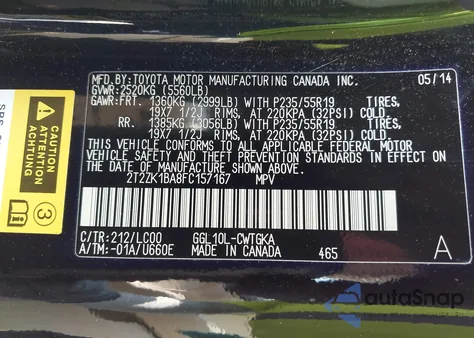 MFD.BY:TOYOTA MOTOR MANUFACTURING CANADA INC. 05/14
GVWR:2520KG (5560LB)
GAWR:FRT. 1360KG (2999LB) WITH P235/55R19 TIRES,
19X7 1/2J RIMS, AT 220KPA (32PSI) COLD.
RR. 1385KG (3056LB) WITH P235/55R19 TIRES,
19X7 1/2J RIMS, AT 220KPA (32PSI) COLD.
THIS VEHICLE CONFORMS TO ALL APPLICABLE FEDERAL MOTOR
VEHICLE SAFETY AND THEFT PREVENTION STANDARDS IN EFFECT
ON THE DATE OF MANUFACTURE SHOWN ABOVE.
2T2ZK1BA8FC157167 MPV
C/TR:212/LC00 GGL10L-CWTGKA
A/TM:-01A/U660E MADE IN CANADA 465 A
CAUTION
ACHTUNG
ATTENTION
3
SRS
autoSnap